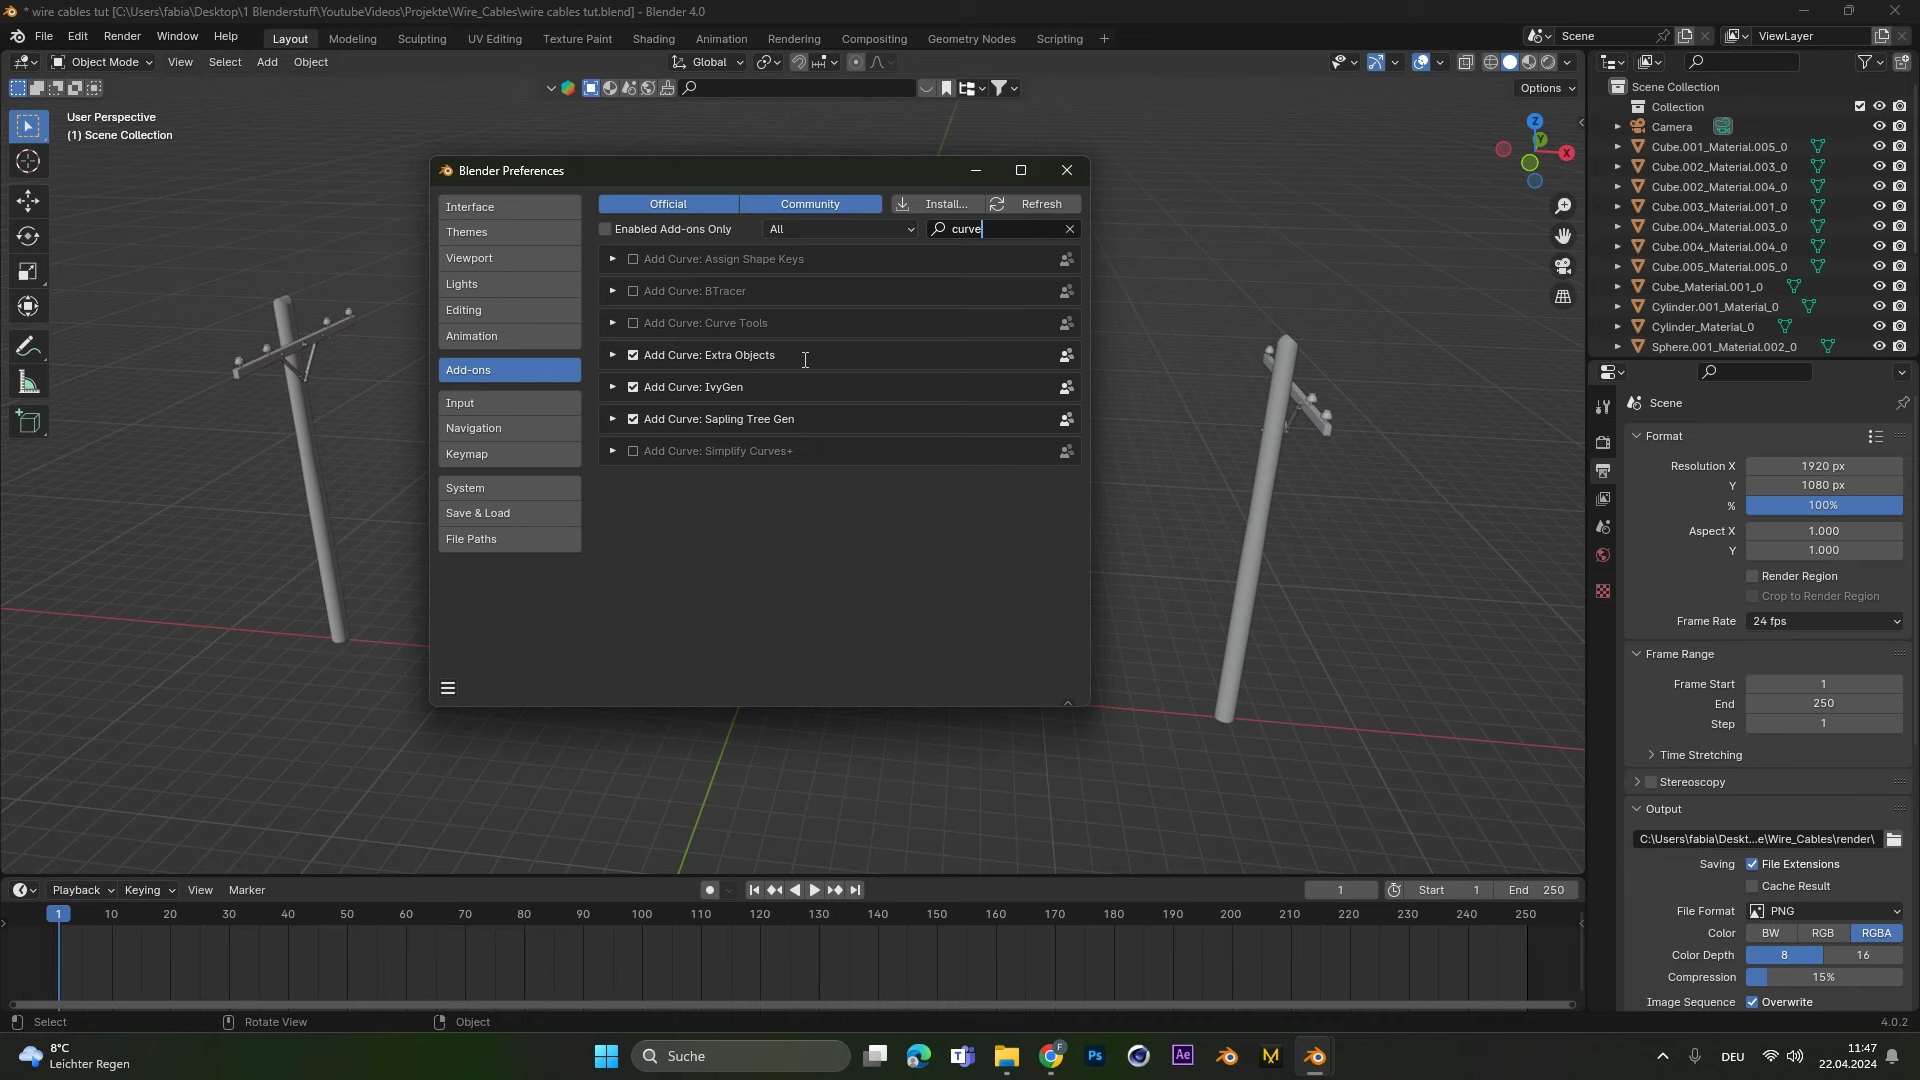 * wire cables tut [C:\Users\fabia\Desktop\1 Blenderstuff\YoutubeVideos\Projekte\Wire_Cables\wire cables tut.blend] - Blender 4.0
File Edit Render Window Help
Layout Modeling Sculpting UV Editing Texture Paint Shading Animation Rendering Compositing Geometry Nodes Scripting +
Scene ViewLayer
Object Mode View Select Add Object Global
Options
User Perspective
(1) Scene Collection
Z
Y
X
Scene Collection
Collection
Camera
Cube.001_Material.005_0
Cube.002_Material.003_0
Cube.002_Material.004_0
Cube.003_Material.001_0
Cube.004_Material.003_0
Cube.004_Material.004_0
Cube.005_Material.005_0
Cube_Material.001_0
Cylinder.001_Material_0
Cylinder_Material_0
Sphere.001_Material.002_0
Blender Preferences
Interface
Themes
Viewport
Lights
Editing
Animation
Add-ons
Input
Navigation
Keymap
System
Save & Load
File Paths
Official Community Install... Refresh
Enabled Add-ons Only All curve
Add Curve: Assign Shape Keys
Add Curve: BTracer
Add Curve: Curve Tools
Add Curve: Extra Objects
Add Curve: IvyGen
Add Curve: Sapling Tree Gen
Add Curve: Simplify Curves+
Scene
Format
Resolution X 1920 px
Y 1080 px
% 100%
Aspect X 1.000
Y 1.000
Render Region
Crop to Render Region
Frame Rate 24 fps
Frame Range
Frame Start 1
End 250
Step 1
Time Stretching
Stereoscopy
Output
C:\Users\fabia\Deskt...e\Wire_Cables\render\
Saving File Extensions
Cache Result
File Format PNG
Color BW RGB RGBA
Color Depth 8 16
Compression 15%
Image Sequence Overwrite
Playback Keying View Marker
1 Start 1 End 250
1 10 20 30 40 50 60 70 80 90 100 110 120 130 140 150 160 170 180 190 200 210 220 230 240 250
Select Rotate View Object
4.0.2
8°C
Leichter Regen
Suche
DEU
11:47
22.04.2024